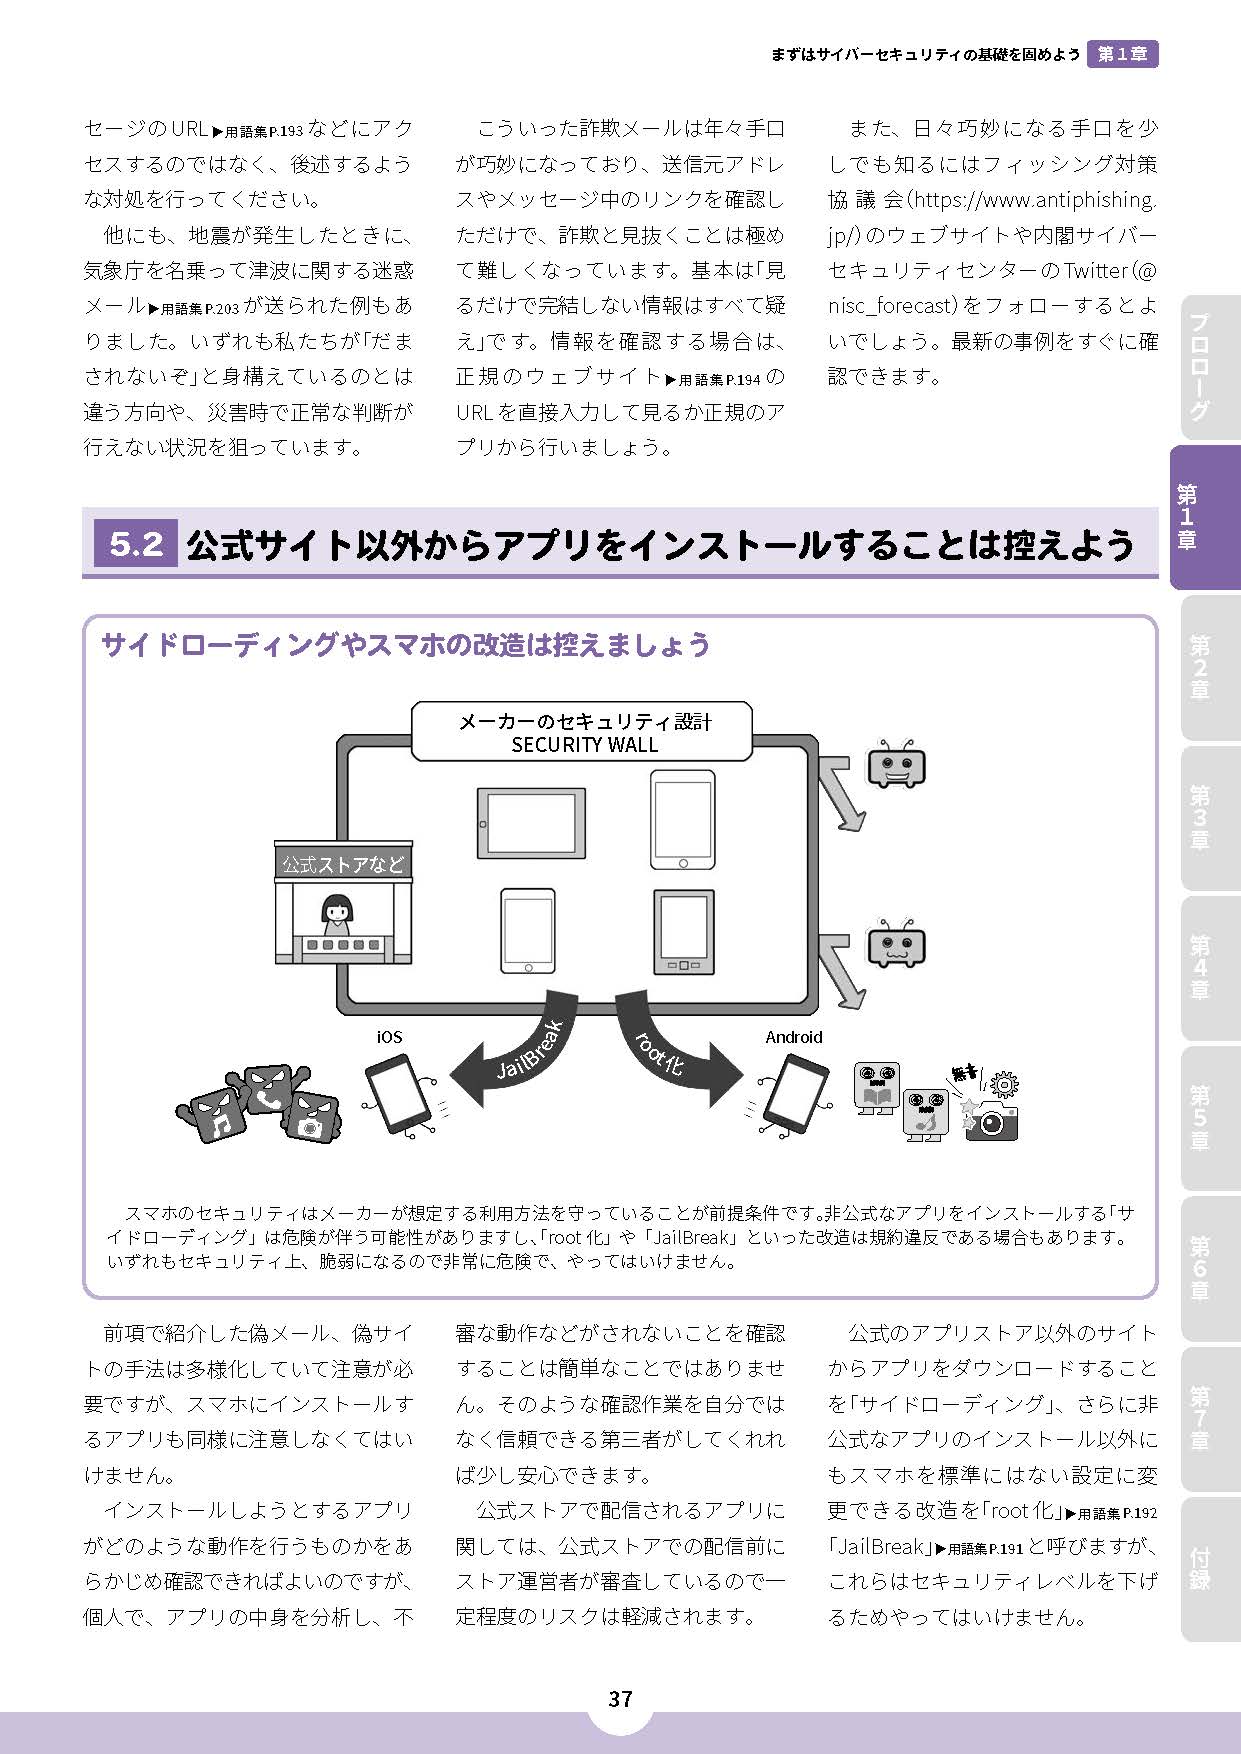 まずはサイバーセキュリティの基礎を固めよう 第１章
セージのURL▶用語集P.193などにアク
セスするのではなく、後述するよう
な対処を行ってください。
他にも、地震が発生したときに、
気象庁を名乗って津波に関する迷惑
メール▶用語集P.203が送られた例もあ
りました。いずれも私たちが「だま
されないぞ」と身構えているのとは
違う方向や、災害時で正常な判断が
行えない状況を狙っています。
こういった詐欺メールは年々手口
が巧妙になっており、送信元アドレ
スやメッセージ中のリンクを確認し
ただけで、詐欺と見抜くことは極め
て難しくなっています。基本は「見
るだけで完結しない情報はすべて疑
え」です。情報を確認する場合は、
正規のウェブサイト▶用語集P.194の
URLを直接入力して見るか正規のア
プリから行いましょう。
また、日々巧妙になる手口を少
しでも知るにはフィッシング対策
協議会（https://www.antiphishing.
jp/）のウェブサイトや内閣サイバー
セキュリティセンターのTwitter（@
nisc_forecast）をフォローするとよ
いでしょう。最新の事例をすぐに確
認できます。
5.2 公式サイト以外からアプリをインストールすることは控えよう
サイドローディングやスマホの改造は控えましょう
メーカーのセキュリティ設計
SECURITY WALL
公式ストアなど
iOS
JailBreak
root化
Android
無害
スマホのセキュリティはメーカーが想定する利用方法を守っていることが前提条件です。非公式なアプリをインストールする「サ
イドローディング」は危険が伴う可能性がありますし、「root化」や「JailBreak」といった改造は規約違反である場合もあります。
いずれもセキュリティ上、脆弱になるので非常に危険で、やってはいけません。
前項で紹介した偽メール、偽サイ
トの手法は多様化していて注意が必
要ですが、スマホにインストールす
るアプリも同様に注意しなくてはい
けません。
インストールしようとするアプリ
がどのような動作を行うものかをあ
らかじめ確認できればよいのですが、
個人で、アプリの中身を分析し、不
審な動作などがされないことを確認
することは簡単なことではありませ
ん。そのような確認作業を自分では
なく信頼できる第三者がしてくれれ
ば少し安心できます。
公式ストアで配信されるアプリに
関しては、公式ストアでの配信前に
ストア運営者が審査しているので一
定程度のリスクは軽減されます。
公式のアプリストア以外のサイト
からアプリをダウンロードすること
を「サイドローディング」、さらに非
公式なアプリのインストール以外に
もスマホを標準にはない設定に変
更できる改造を「root化」▶用語集P.192
「JailBreak」▶用語集P.191と呼びますが、
これらはセキュリティレベルを下げ
るためやってはいけません。
プロローグ
第１章
第２章
第３章
第４章
第５章
第６章
第７章
付録
37